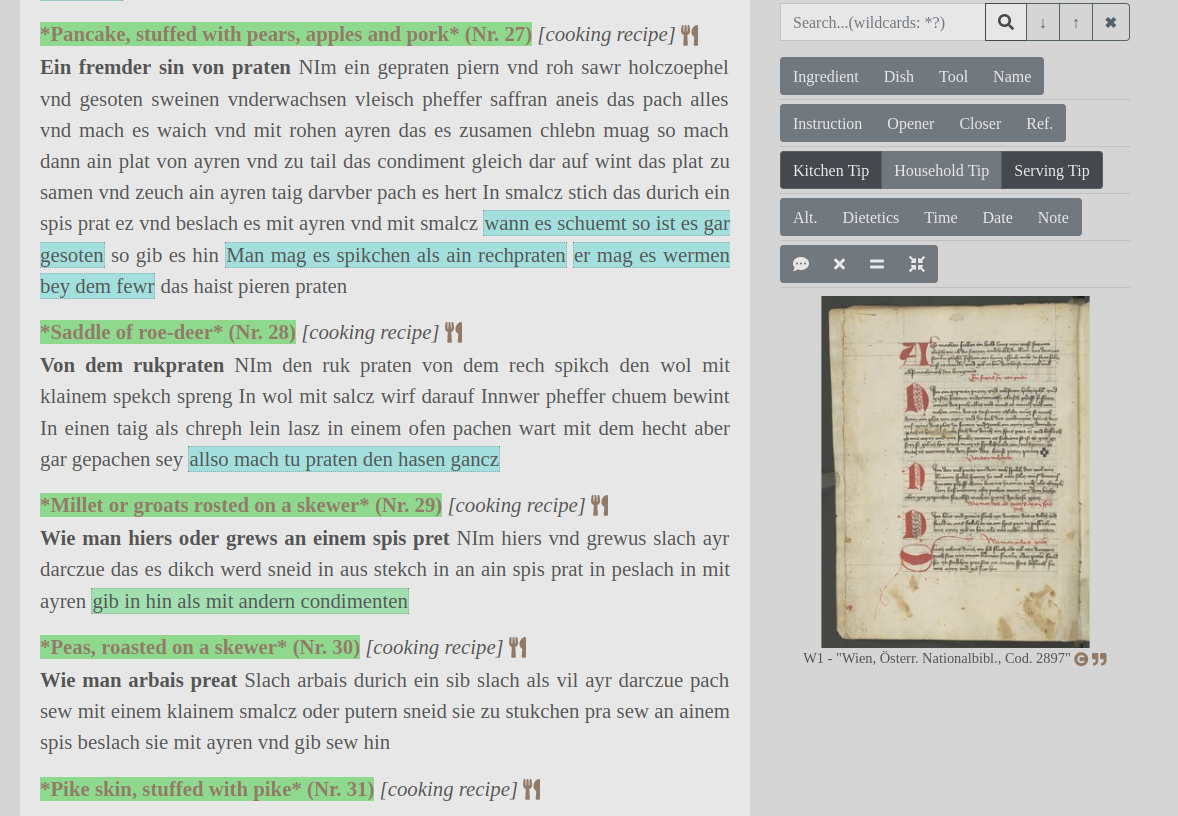 *Pancake, stuffed with pears, apples and pork* (Nr. 27) [cooking recipe]
Ein fremder sin von praten NIm ein gepraten piern vnd roh sawr holczoephel
vnd gesoten sweinen vnderwachsen vleisch pheffer saffran aneis das pach alles
vnd mach es waich vnd mit rohen ayren das es zusamen chlebn muag so mach
dann ain plat von ayren vnd zu tail das condiment gleich dar auf wint das plat zu
samen vnd zeuch ain ayren taig darvber pach es hert In smalcz stich das durich ein
spis prat ez vnd beslach es mit ayren vnd mit smalcz wann es schuemt so ist es gar
gesoten so gib es hin Man mag es spikchen als ain rechpraten er mag es wermen
bey dem fewr das haist pieren praten
*Saddle of roe-deer* (Nr. 28) [cooking recipe]
Von dem rukpraten NIm den ruk praten von dem rech spikch den wol mit
klainem spekch spreng In wol mit salcz wirf darauf Innwer pheffer chuem bewint
In einen taig als chreph lein lasz in einem ofen pachen wart mit dem hecht aber
gar gepachen sey allso mach tu praten den hasen gancz
*Millet or groats rosted on a skewer* (Nr. 29) [cooking recipe]
Wie man hiers oder grews an einem spis pret NIm hiers vnd grewus slach ayr
darczue das es dikch werd sneid in aus stekch in an ain spis prat in peslach in mit
ayren gib in hin als mit andern condimenten
*Peas, roasted on a skewer* (Nr. 30) [cooking recipe]
Wie man arbais preat Slach arbais durich ein sib slach als vil ayr darczue pach
sew mit einem klainem smalcz oder putern sneid sie zu stukchen pra sew an ainem
spis beslach sie mit ayren vnd gib sew hin
*Pike skin, stuffed with pike* (Nr. 31) [cooking recipe]
Search...(wildcards: *?) ↓ ↑ ✖
Ingredient Dish Tool Name
Instruction Opener Closer Ref.
Kitchen Tip Household Tip Serving Tip
Alt. Dietetics Time Date Note
W1 - "Wien, Österr. Nationalbibl., Cod. 2897"